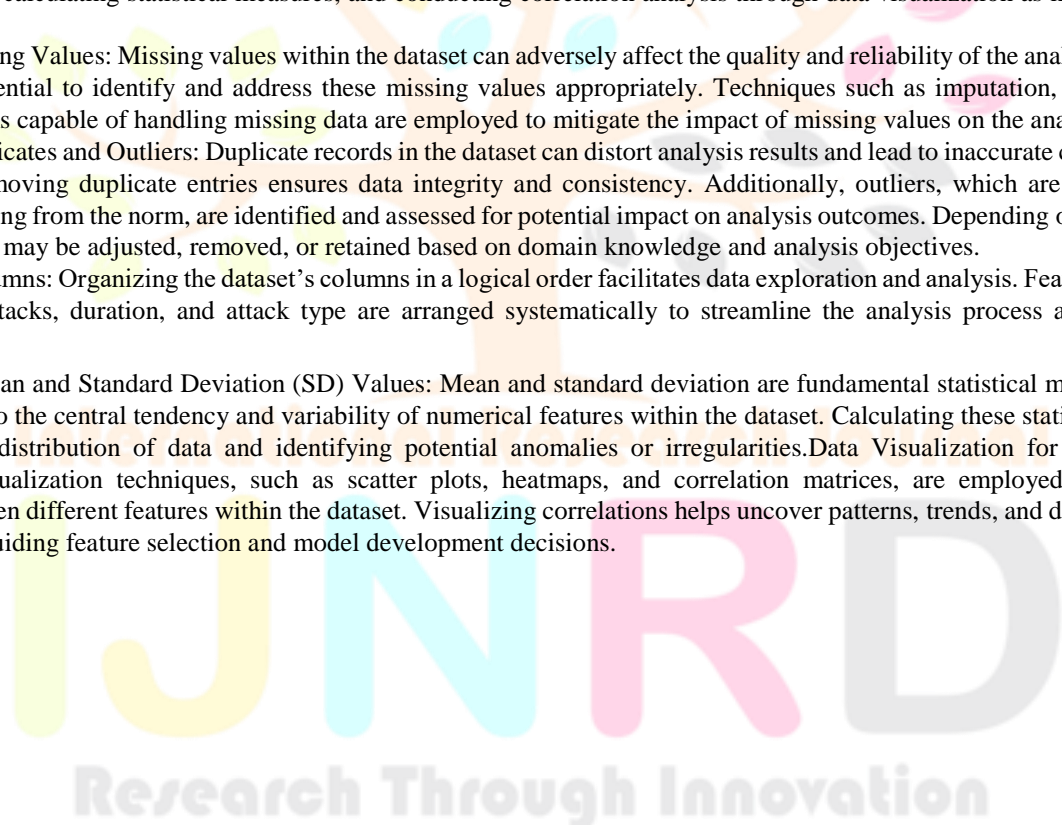 calculating statistical measures, and conducting correlation analysis through data visualization as
ng Values: Missing values within the dataset can adversely affect the quality and reliability of the ana
ential to identify and address these missing values appropriately. Techniques such as imputation,
s capable of handling missing data are employed to mitigate the impact of missing values on the ana
icates and Outliers: Duplicate records in the dataset can distort analysis results and lead to inaccurate
moving duplicate entries ensures data integrity and consistency. Additionally, outliers, which are
ing from the norm, are identified and assessed for potential impact on analysis outcomes. Depending o
may be adjusted, removed, or retained based on domain knowledge and analysis objectives.
umns: Organizing the dataset’s columns in a logical order facilitates data exploration and analysis. Fea
tacks, duration, and attack type are arranged systematically to streamline the analysis process a
an and Standard Deviation (SD) Values: Mean and standard deviation are fundamental statistical m
o the central tendency and variability of numerical features within the dataset. Calculating these stati
distribution of data and identifying potential anomalies or irregularities.Data Visualization for
ualization techniques, such as scatter plots, heatmaps, and correlation matrices, are employed
en different features within the dataset. Visualizing correlations helps uncover patterns, trends, and d
uiding feature selection and model development decisions.
IJNRD
Research Through Innovation